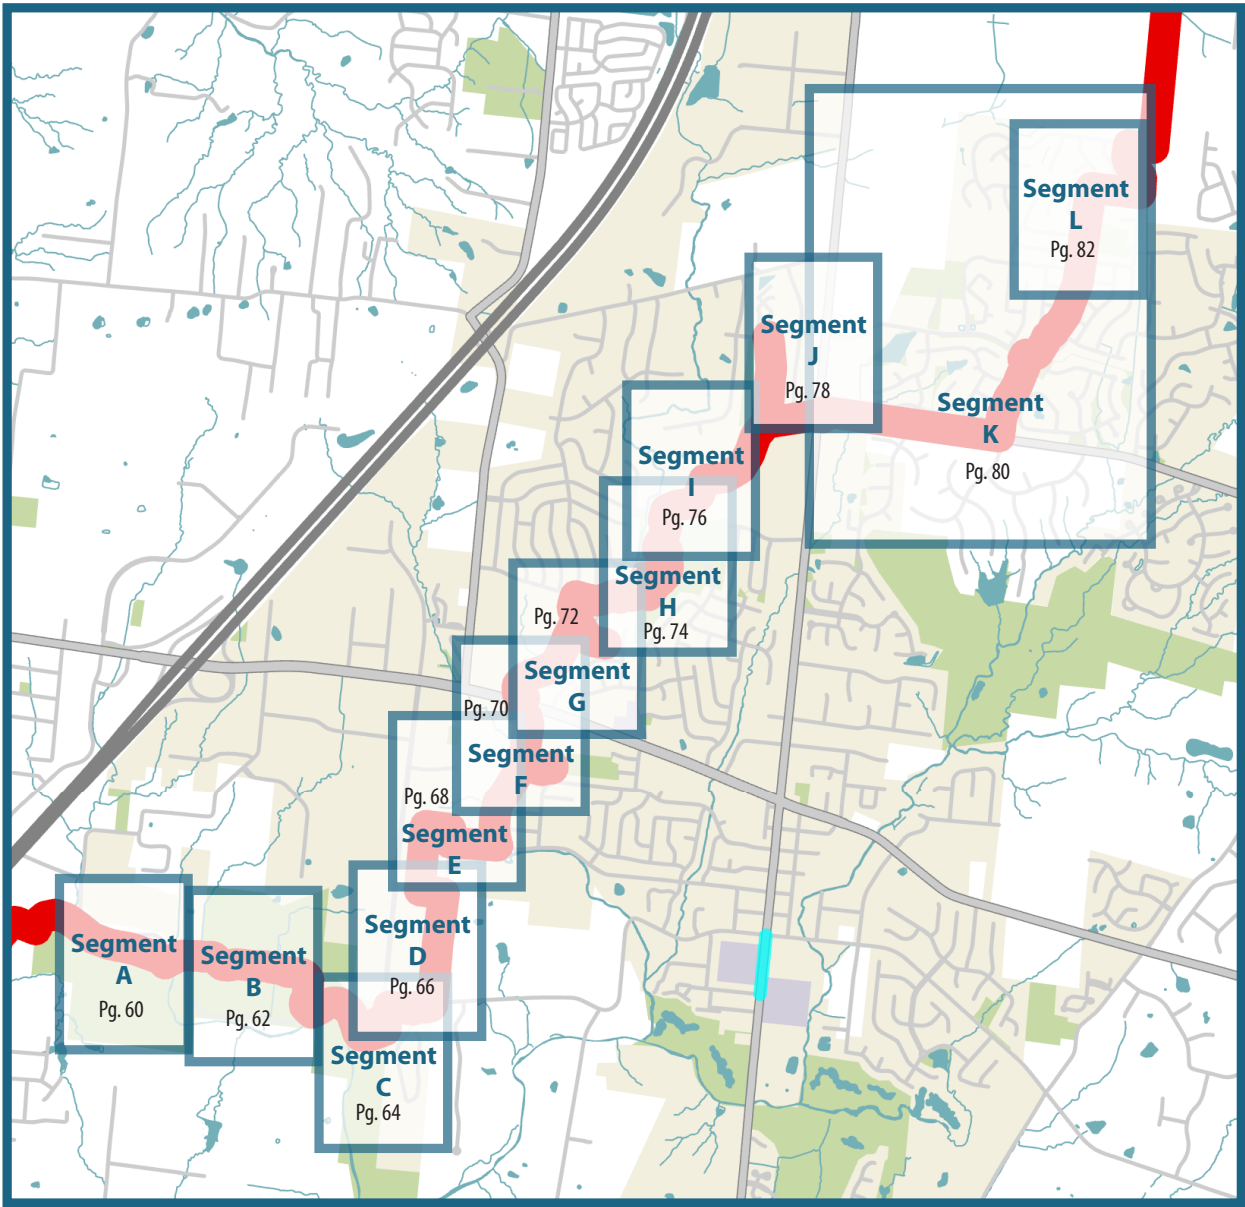 Segment
L
Pg. 82
Segment
J
Pg. 78
Segment
K
Pg. 80
Segment
I
Pg. 76
Segment
H
Pg. 74
Pg. 72
Segment
G
Pg. 70
Segment
F
Pg. 68
Segment
E
Segment
D
Pg. 66
Segment
A
Pg. 60
Segment
B
Pg. 62
Segment
C
Pg. 64